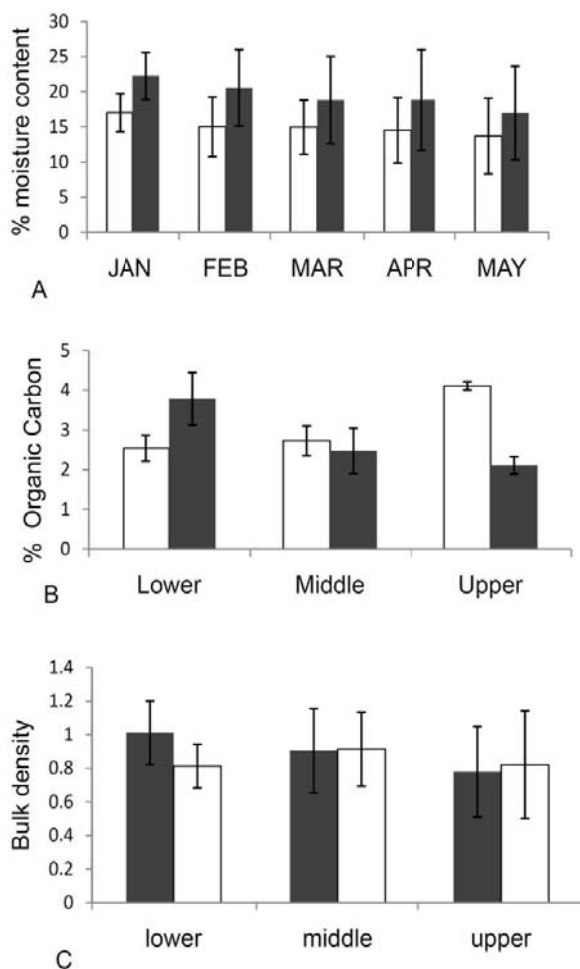 30
25
20
15
10
5
0
% moisture content
JAN FEB MAR APR MAY
A
5
4
3
2
1
0
% Organic Carbon
Lower Middle Upper
B
1.4
1.2
1
0.8
0.6
0.4
0.2
0
Bulk density
lower middle upper
C